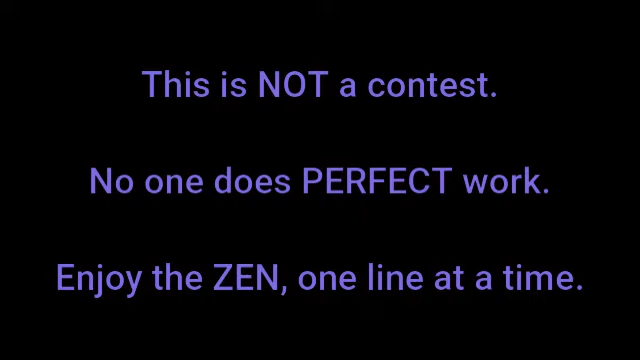 This is NOT a contest.
No one does PERFECT work.
Enjoy the ZEN, one line at a time.